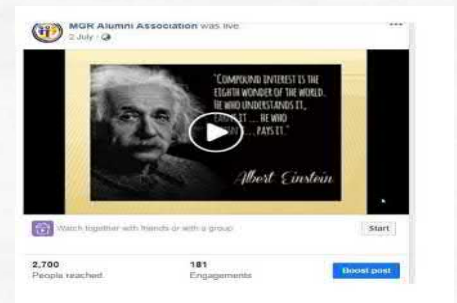 MGR Alumni Association was live
2 July
"COMPOUND INTEREST IS THE
EIGHTH WONDER OF THE WORLD.
HE WHO UNDERSTANDS IT,
IT ... HE WHO
... PAYS IT."
Albert Einstein
Watch together with friends or with a group
Start
2,700
People reached
181
Engagements
Boost post